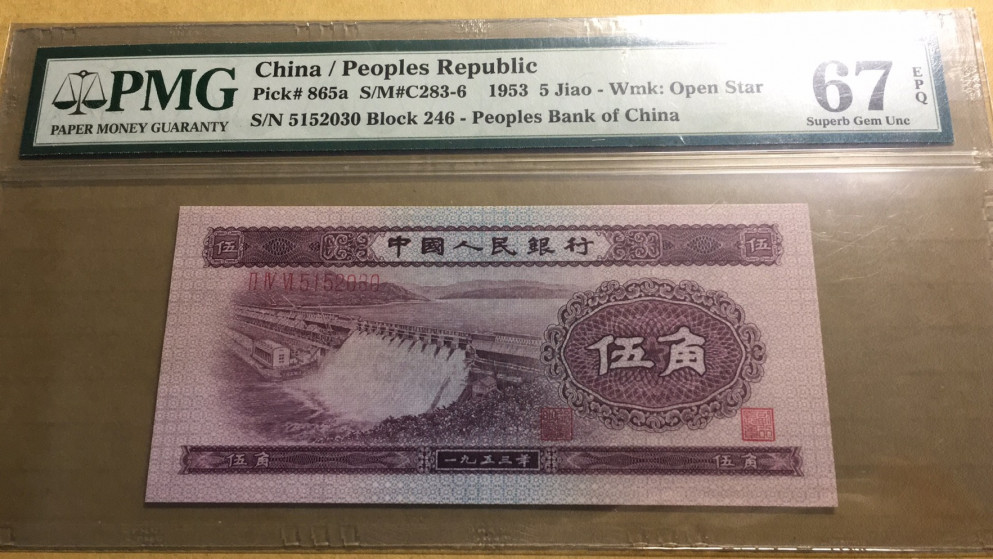 PMG
PAPER MONEY GUARANTY
China / Peoples Republic
Pick# 865a S/M#C283-6 1953 5 Jiao - Wmk: Open Star
S/N 5152030 Block 246 - Peoples Bank of China
67
EPQ
Superb Gem Unc
伍 中國人民銀行 伍
II IV VI 5152030
伍角
伍角 一九五三年 伍角